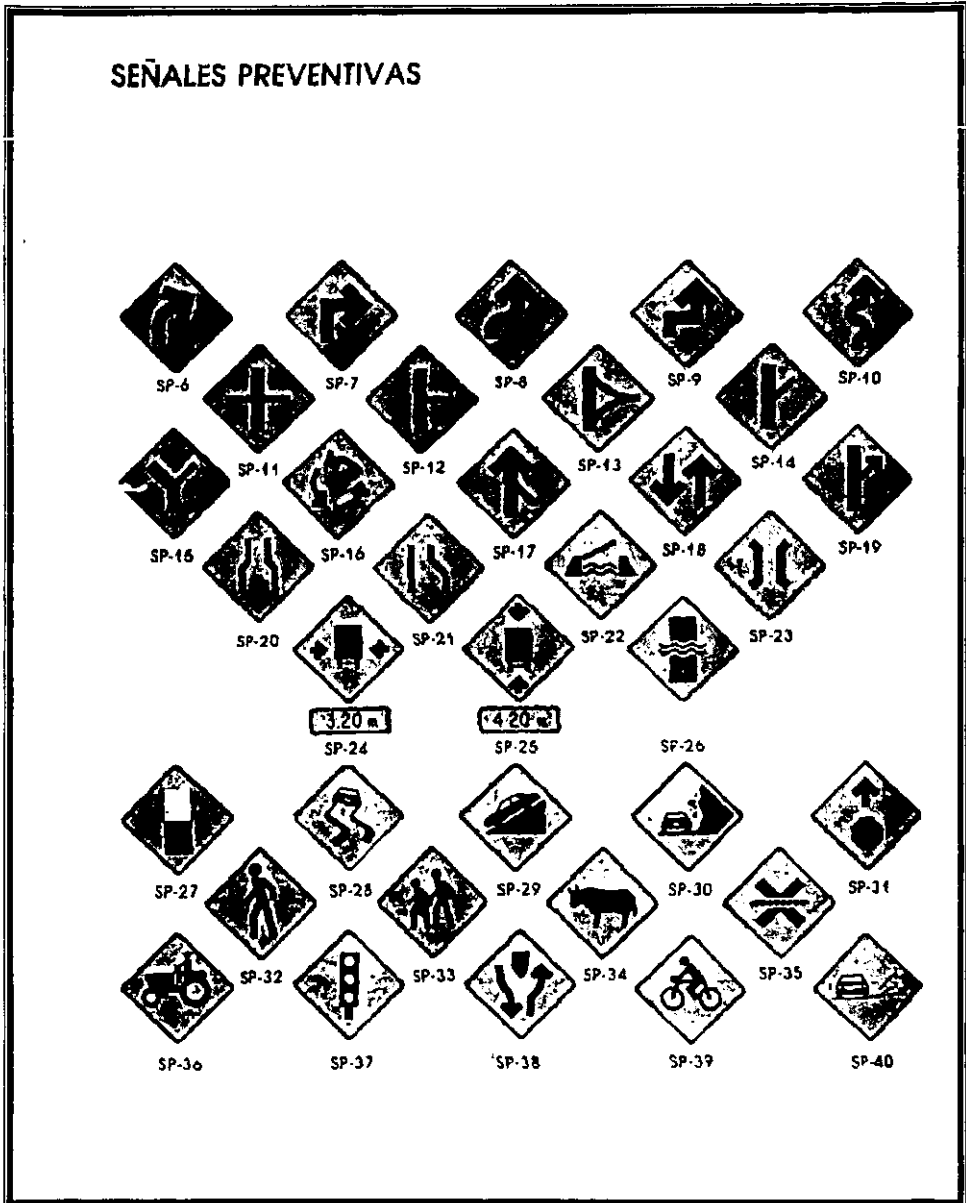 SEÑALES PREVENTIVAS
SP-6
SP-7
SP-8
SP-9
SP-10
SP-11
SP-12
SP-13
SP-14
SP-15
SP-16
SP-17
SP-18
SP-19
SP-20
SP-21
SP-22
SP-23
3.20 m
4.20 m
SP-24
SP-25
SP-26
SP-27
SP-28
SP-29
SP-30
SP-31
SP-32
SP-33
SP-34
SP-35
SP-36
SP-37
SP-38
SP-39
SP-40